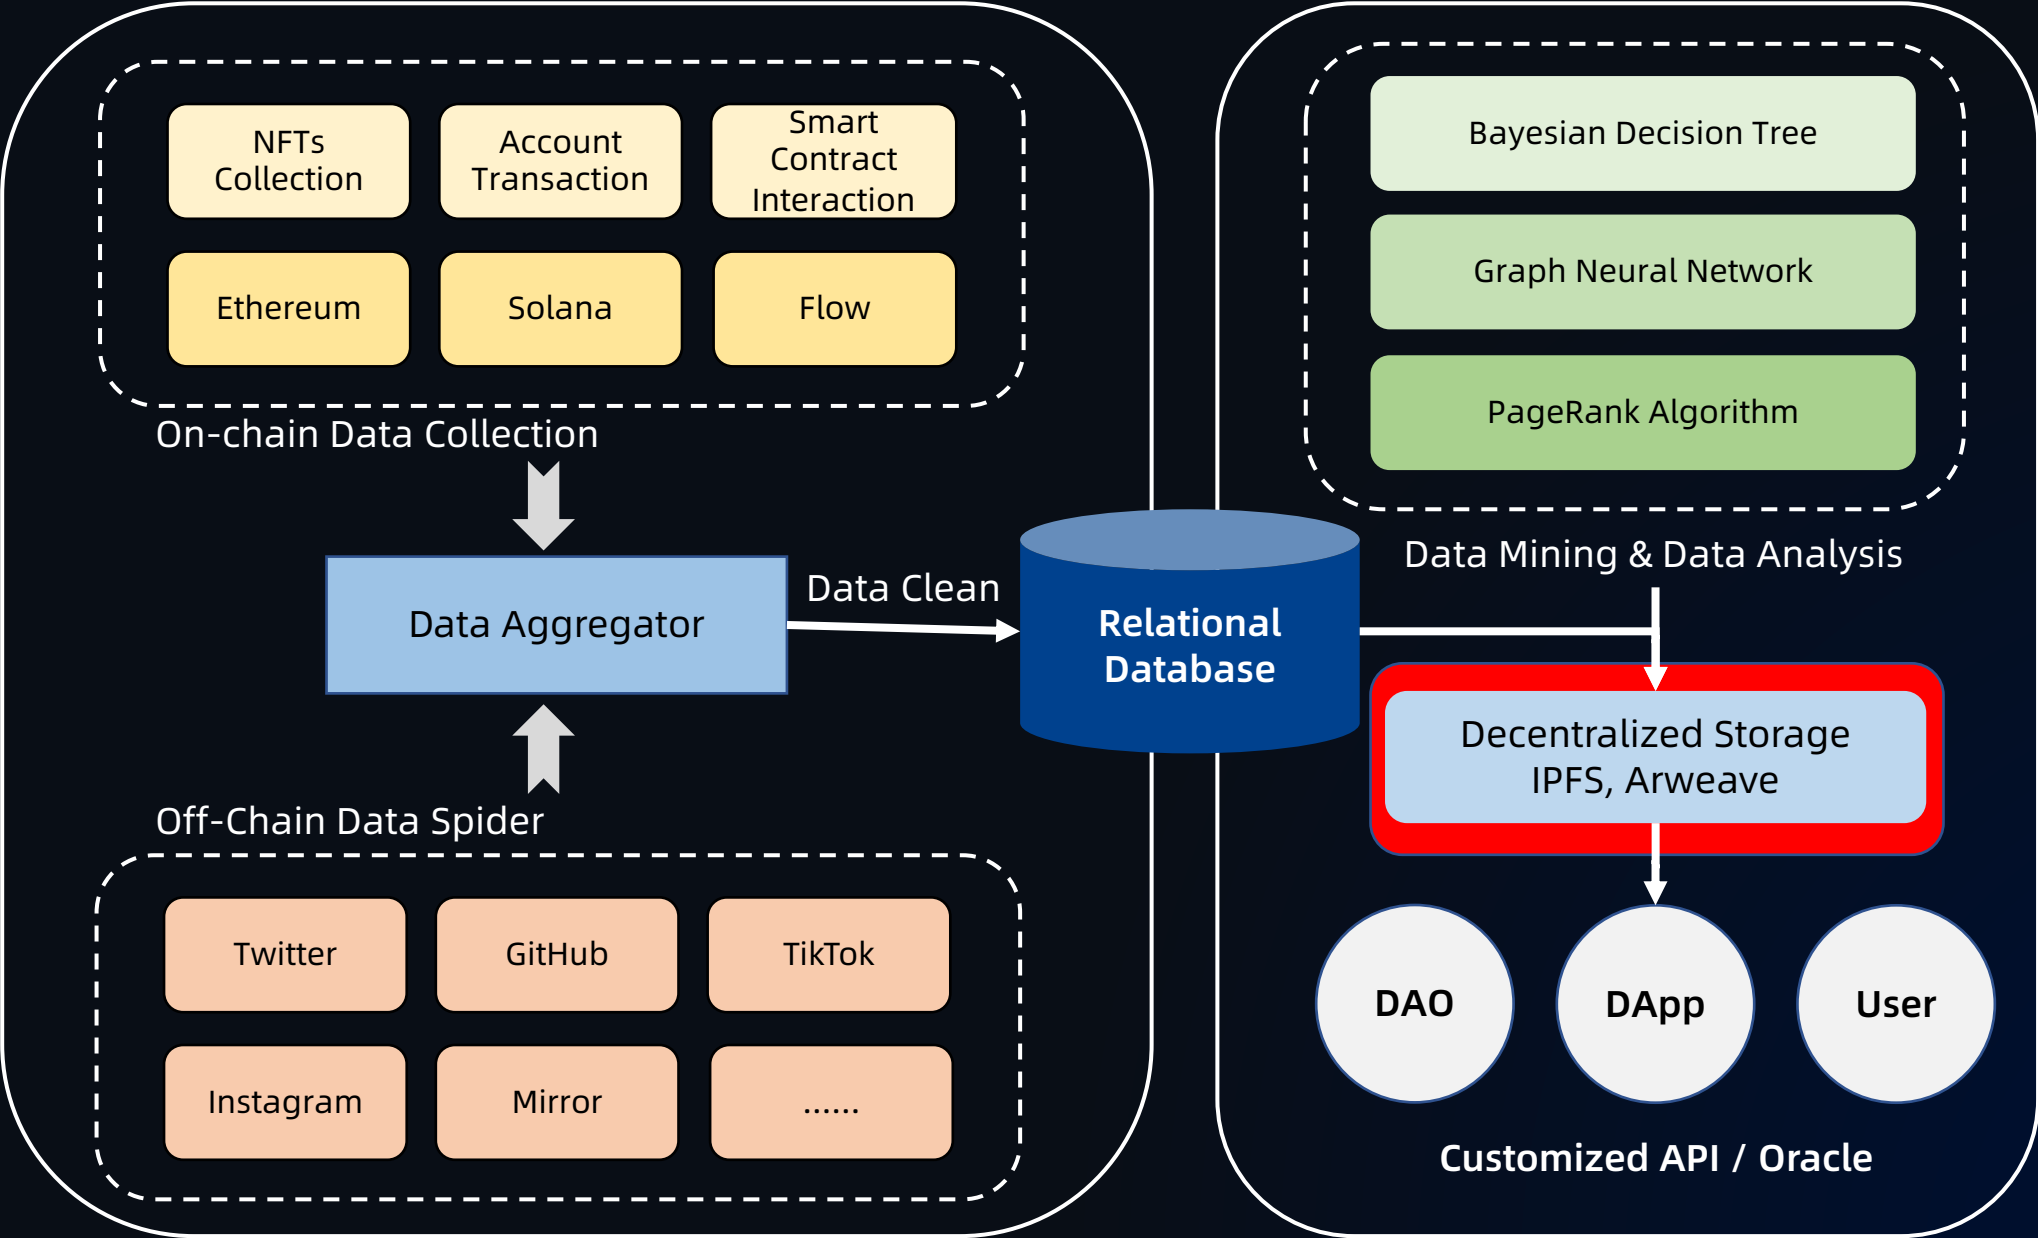 NFTs
Collection
Account
Transaction
Smart
Contract
Interaction
Ethereum
Solana
Flow
On-chain Data Collection
Data Aggregator
Data Clean
Relational
Database
Off-Chain Data Spider
Twitter
GitHub
TikTok
Instagram
Mirror
......
Bayesian Decision Tree
Graph Neural Network
PageRank Algorithm
Data Mining & Data Analysis
Decentralized Storage
IPFS, Arweave
DAO
DApp
User
Customized API / Oracle